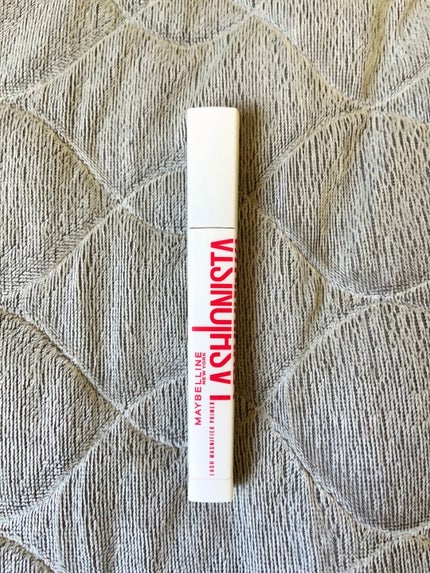 MAYBELLINE
NEW YORK
LASHIONISTA
LASH MAGNIFIER PRIMER